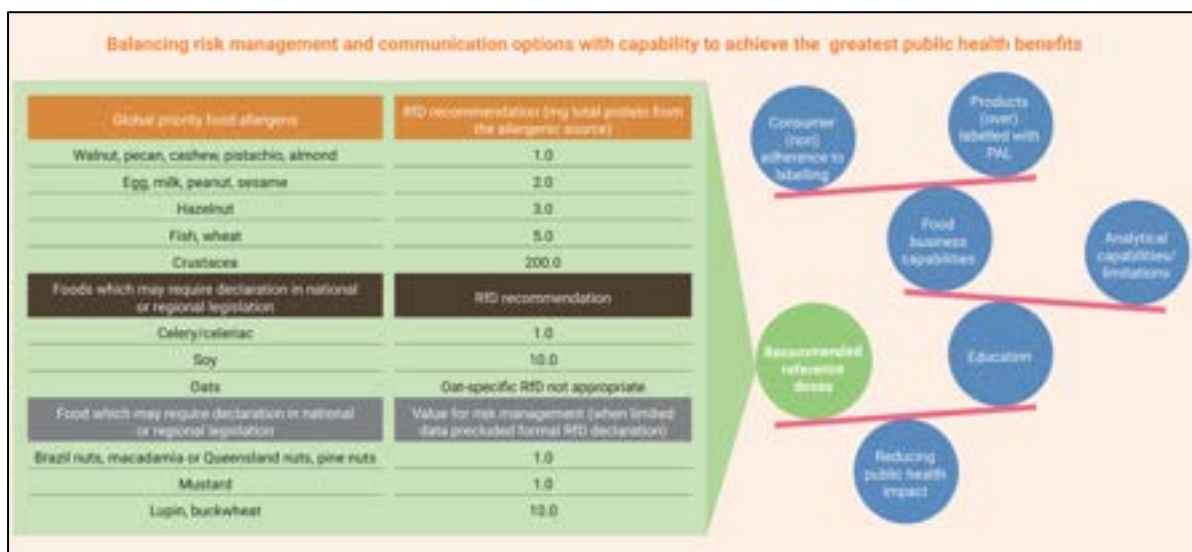 Balancing risk management and communication options with capability to achieve the greatest public health benefits
Global priority food allergens
RfD recommendation (mg total protein from
the allergenic source)
Walnut, pecan, cashew, pistachio, almond
1.0
Egg, milk, peanut, sesame
2.0
Hazelnut
3.0
Fish, wheat
5.0
Crustacea
200.0
Foods which may require declaration in national
or regional legislation
RfD recommendation
Celery/celeriac
1.0
Soy
10.0
Oats
Oat-specific RfD not appropriate
Food which may require declaration in national
or regional legislation
Value for risk management (when limited
data precluded formal RfD declaration)
Brazil nuts, macadamia or Queensland nuts, pine nuts
1.0
Mustard
1.0
Lupin, buckwheat
10.0
Consumer
(non)
adherence to
labelling
Products
(over)
labelled with
PAL
Food
business
capabilities
Analytical
capabilities/
limitations
Recommended
reference
doses
Education
Reducing
public health
impact